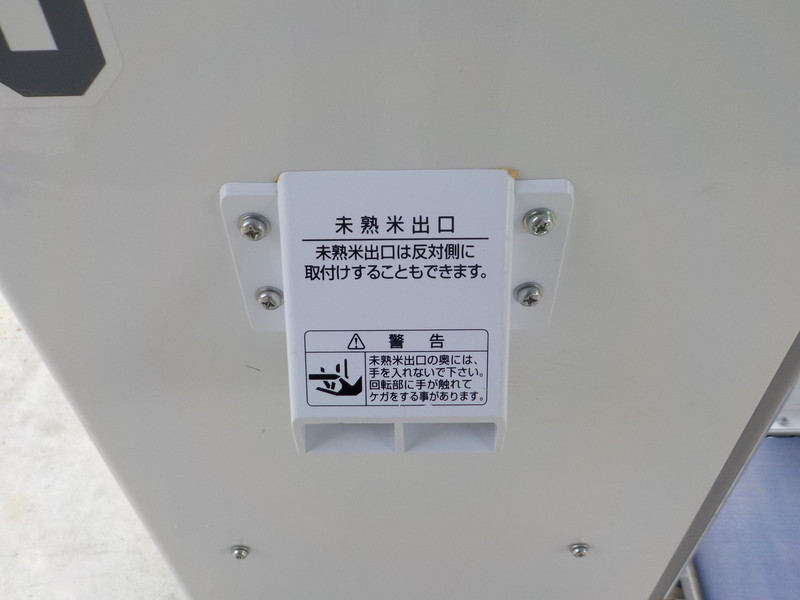 未熟米出口
未熟米出口は反対側に
取付けすることもできます。
⚠ 警告
未熟米出口の奥には、
手を入れないで下さい。
回転部に手が触れて
ケガをする事があります。